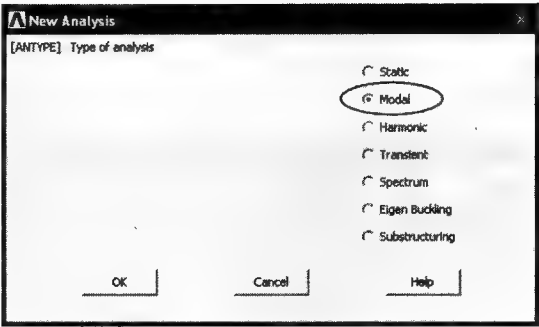 New Analysis
[ANTYPE] Type of analysis
Static
Modal
Harmonic
Transient
Spectrum
Eigen Buckling
Substructuring
OK Cancel Help